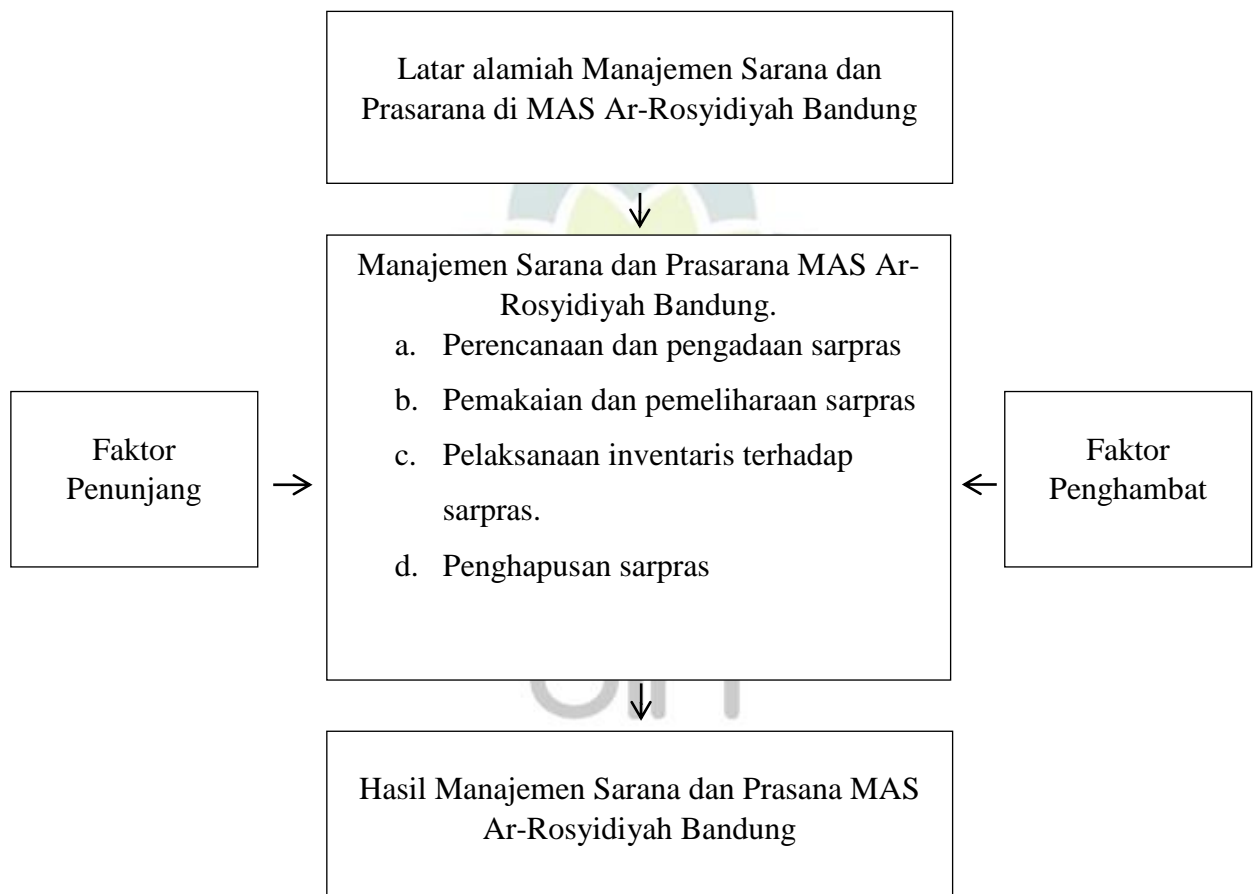 Latar alamiah Manajemen Sarana dan
Prasarana di MAS Ar-Rosyidiyah Bandung
Manajemen Sarana dan Prasarana MAS Ar-
Rosyidiyah Bandung.
a. Perencanaan dan pengadaan sarpras
b. Pemakaian dan pemeliharaan sarpras
c. Pelaksanaan inventaris terhadap
sarpras.
d. Penghapusan sarpras
Faktor
Penunjang
Faktor
Penghambat
Hasil Manajemen Sarana dan Prasana MAS
Ar-Rosyidiyah Bandung